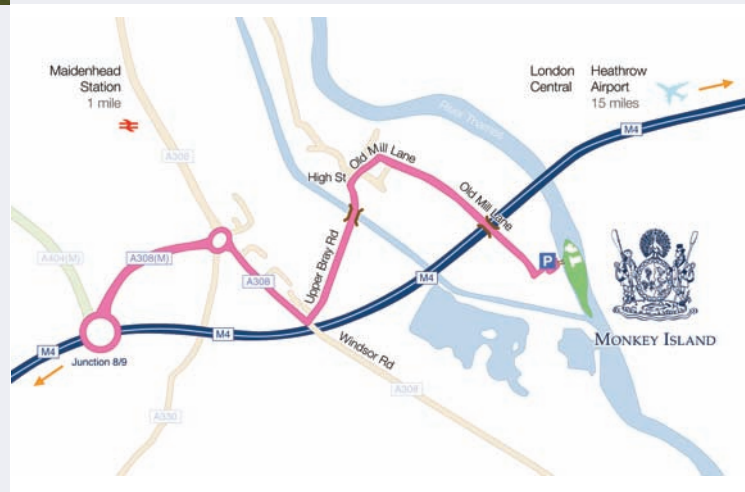 Maidenhead
Station
1 mile
London
Central
Heathrow
Airport
15 miles
M4
River Thames
A308
High St
Old Mill Lane
Old Mill Lane
Upper Bray Rd
A404(M)
A308(M)
A308
P
M4
M4
M4
Junction 8/9
Windsor Rd
A308
A330
MONKEY ISLAND